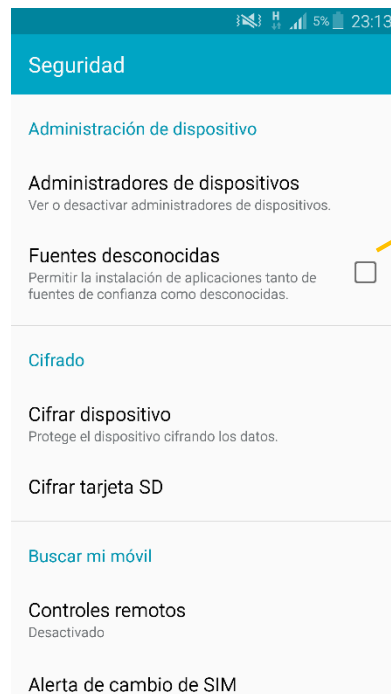 H 5% 23:13
Seguridad
Administración de dispositivo
Administradores de dispositivos
Ver o desactivar administradores de dispositivos.
Fuentes desconocidas
Permitir la instalación de aplicaciones tanto de
fuentes de confianza como desconocidas.
Cifrado
Cifrar dispositivo
Protege el dispositivo cifrando los datos.
Cifrar tarjeta SD
Buscar mi móvil
Controles remotos
Desactivado
Alerta de cambio de SIM